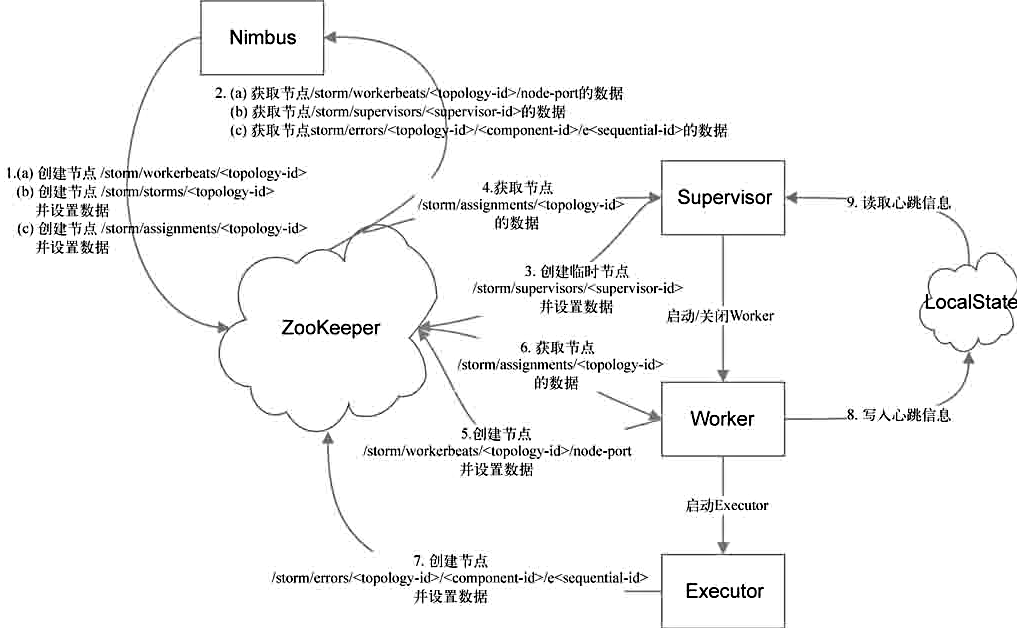 Nimbus
2. (a) 获取节点/storm/workerbeats/<topology-id>/node-port的数据
(b) 获取节点/storm/supervisors/<supervisor-id>的数据
(c) 获取节点storm/errors/<topology-id>/<component-id>/e<sequential-id>的数据
1.(a) 创建节点 /storm/workerbeats/<topology-id>
(b) 创建节点 /storm/storms/<topology-id>
并设置数据
(c) 创建节点 /storm/assignments/<topology-id>
并设置数据
4.获取节点
/storm/assignments/<topology-id>
的数据
Supervisor
9. 读取心跳信息
3. 创建临时节点
/storm/supervisors/<supervisor-id>
并设置数据
LocalState
ZooKeeper
启动/关闭Worker
6. 获取节点
/storm/assignments/<topology-id>
的数据
Worker
8. 写入心跳信息
5.创建节点
/storm/workerbeats/<topology-id>/node-port
并设置数据
启动Executor
7. 创建节点
/storm/errors/<topology-id>/<component-id>/e<sequential-id>
并设置数据
Executor